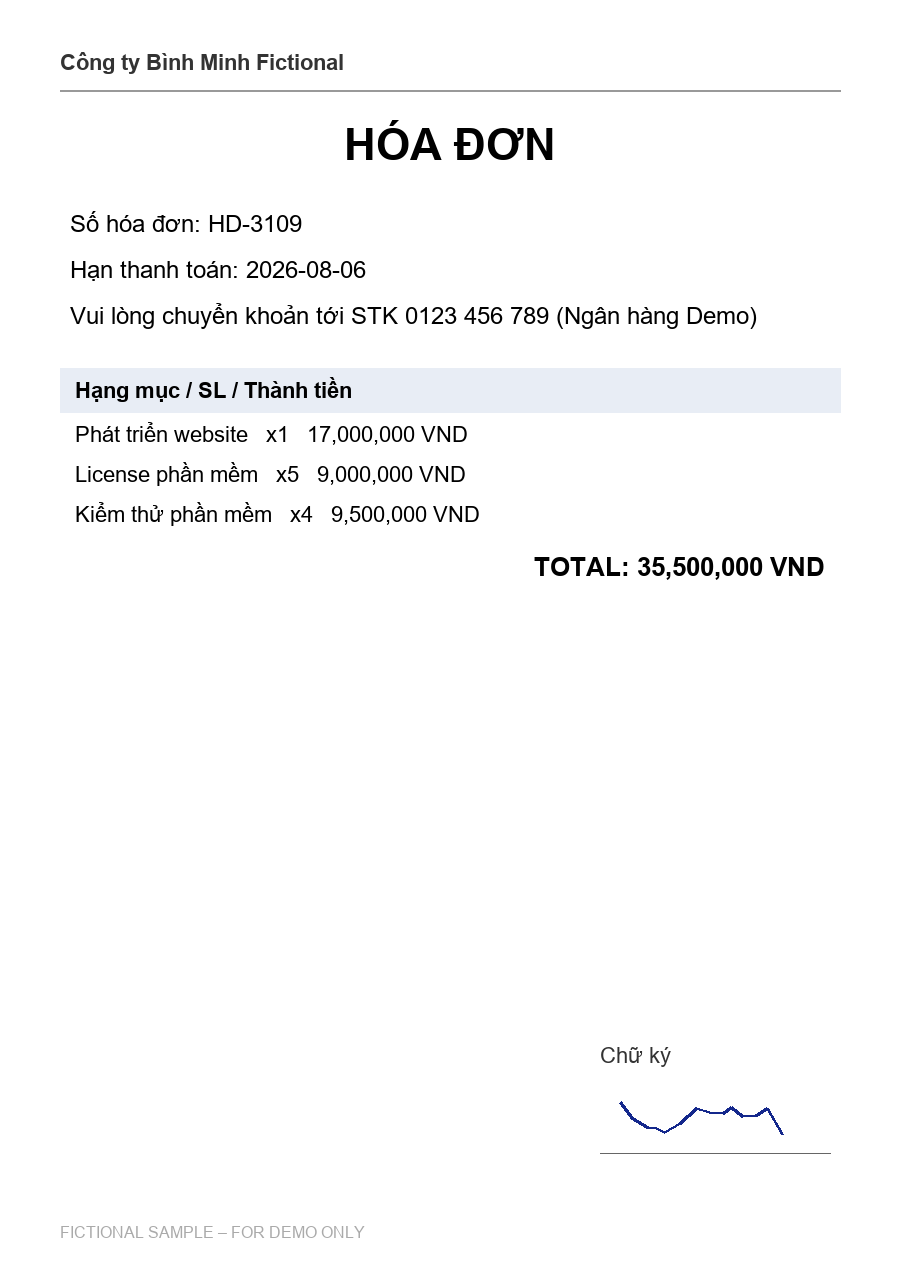 Công ty Bình Minh Fictional
HÓA ĐƠN
Số hóa đơn: HD-3109
Hạn thanh toán: 2026-08-06
Vui lòng chuyển khoản tới STK 0123 456 789 (Ngân hàng Demo)
Hạng mục / SL / Thành tiền
Phát triển website x1 17,000,000 VND
License phần mềm x5 9,000,000 VND
Kiểm thử phần mềm x4 9,500,000 VND
TOTAL: 35,500,000 VND
Chữ ký
FICTIONAL SAMPLE – FOR DEMO ONLY